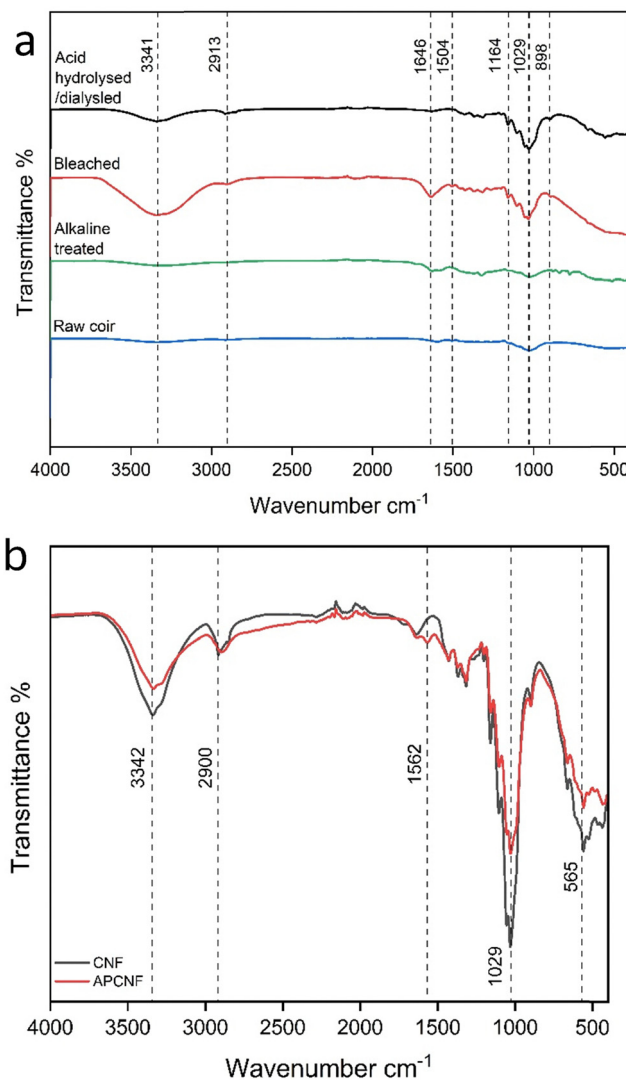 a
Acid
hydrolysed
/dialysled
3341
2913
1646
1504
1164
1029
898
Bleached
Alkaline
treated
Raw coir
Transmittance %
4000 3500 3000 2500 2000 1500 1000 500
Wavenumber cm-1
b
Transmittance %
3342
2900
1562
1029
565
CNF
APCNF
4000 3500 3000 2500 2000 1500 1000 500
Wavenumber cm-1